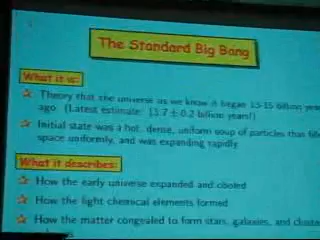 The Standard Big Bang
What it is:
Theory that the universe as we know it began 13-15 billion
ago. (Latest estimate: 13.7 ± 0.2 billion years!)
Initial state was a hot, dense, uniform soup of particles that
space uniformly, and was expanding rapidly.
What it describes:
How the early universe expanded and cooled
How the light chemical elements formed
How the matter congealed to form stars, galaxies, and